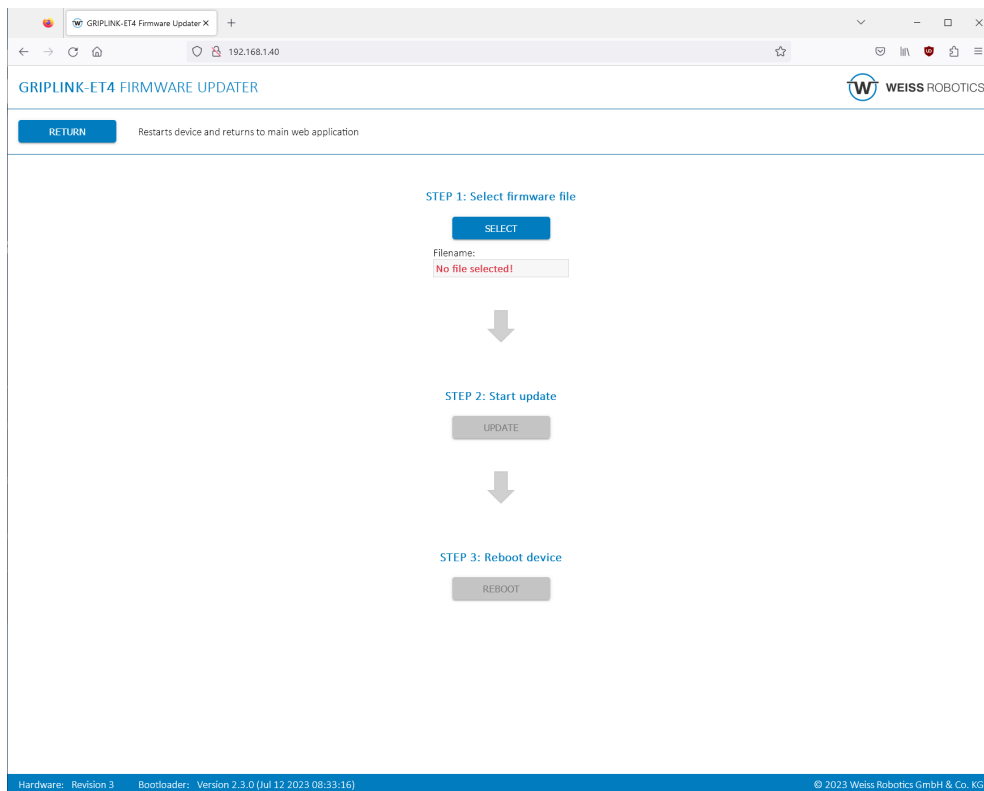 GRIPLINK-ET4 Firmware Updater
192.168.1.40
GRIPLINK-ET4 FIRMWARE UPDATER
W WEISS ROBOTICS
RETURN Restarts device and returns to main web application
STEP 1: Select firmware file
SELECT
Filename:
No file selected!
STEP 2: Start update
UPDATE
STEP 3: Reboot device
REBOOT
Hardware: Revision 3 Bootloader: Version 2.3.0 (Jul 12 2023 08:33:16) © 2023 Weiss Robotics GmbH & Co. KG